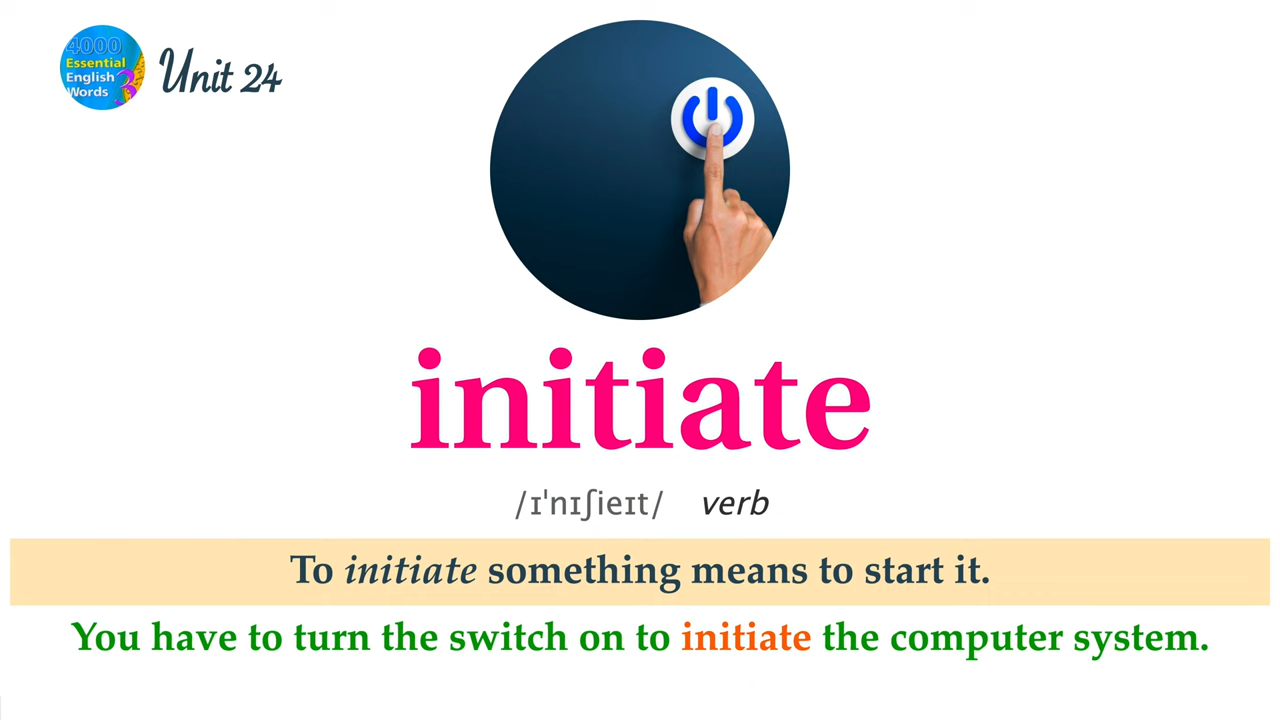 4000
Essential
English
Words 3
Unit 24
initiate
/ɪˈnɪʃieɪt/ verb
To initiate something means to start it.
You have to turn the switch on to initiate the computer system.